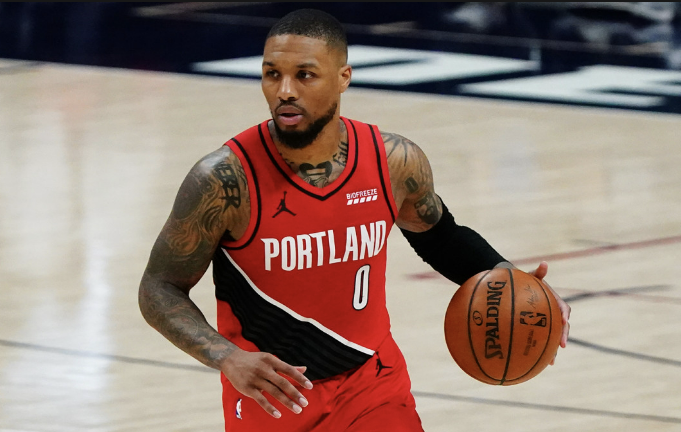 BIOFREEZE
PORTLAND
0
SPALDING